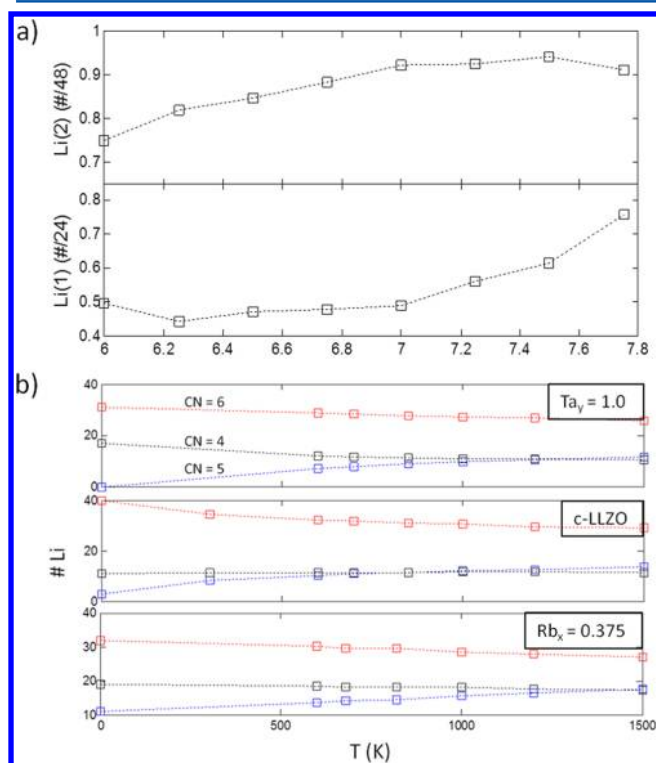 a)
1
0.9
0.8
0.7
Li(2) (#/48)
0.8
0.7
0.6
0.5
0.4
Li(1) (#/24)
6 6.2 6.4 6.6 6.8 7 7.2 7.4 7.6 7.8
b)
40
20
0
CN = 6
CN = 4
CN = 5
Ta y = 1.0
40
20
0
# Li
c-LLZO
40
30
20
10
Rb x = 0.375
0 500 1000 1500
T (K)